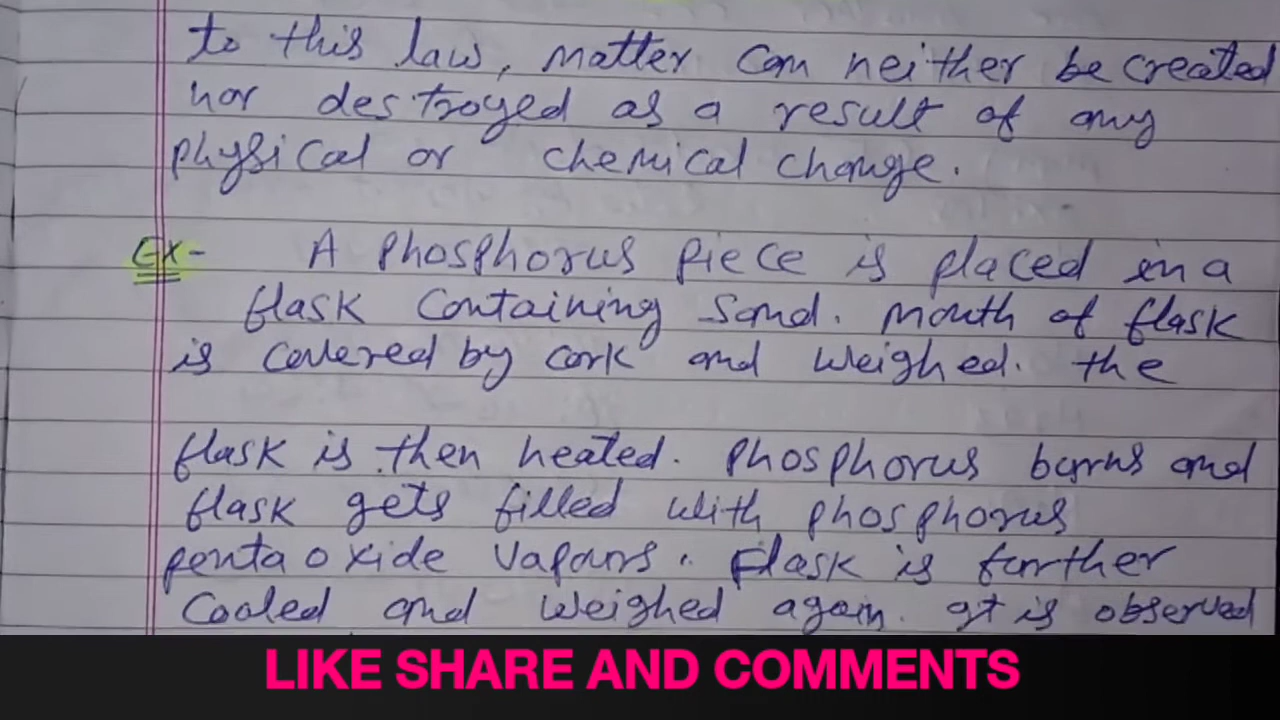 to this law, matter can neither be created
nor destroyed as a result of any
physical or chemical change.
Ex- A phosphorus piece is placed in a
flask containing sand. Mouth of flask
is covered by cork and weighed. the
flask is then heated. Phosphorus burns and
flask gets filled with phosphorus
pentaoxide vapours. Flask is further
cooled and weighed again. It is observed
LIKE SHARE AND COMMENTS